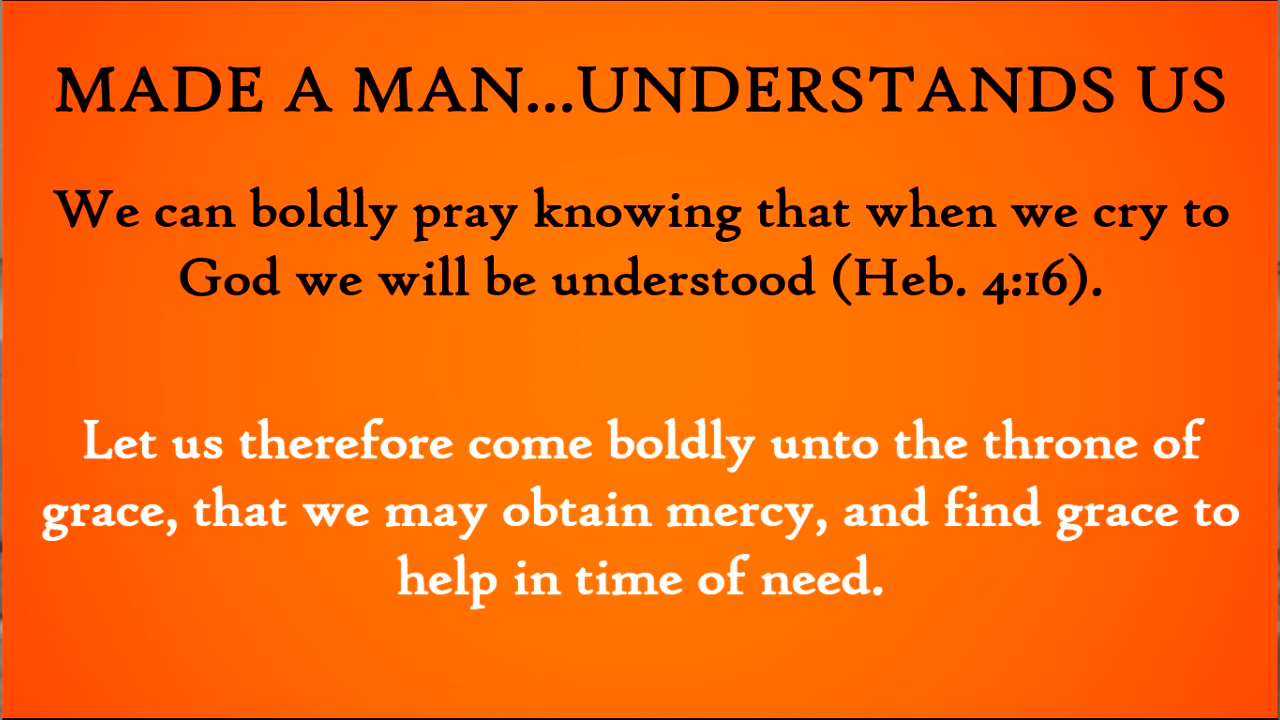 MADE A MAN...UNDERSTANDS US
We can boldly pray knowing that when we cry to
God we will be understood (Heb. 4:16).
Let us therefore come boldly unto the throne of
grace, that we may obtain mercy, and find grace to
help in time of need.